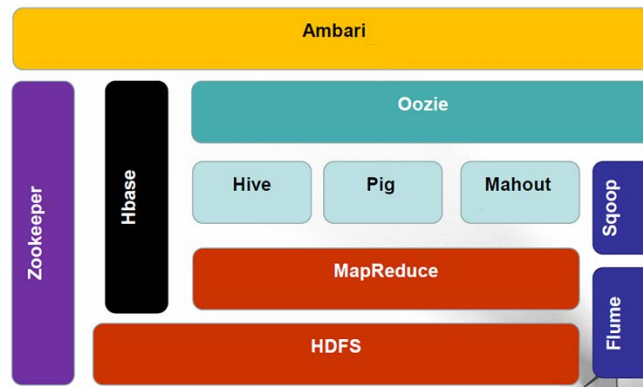 Ambari
Oozie
Zookeeper
Hbase
Hive
Pig
Mahout
Sqoop
MapReduce
Flume
HDFS